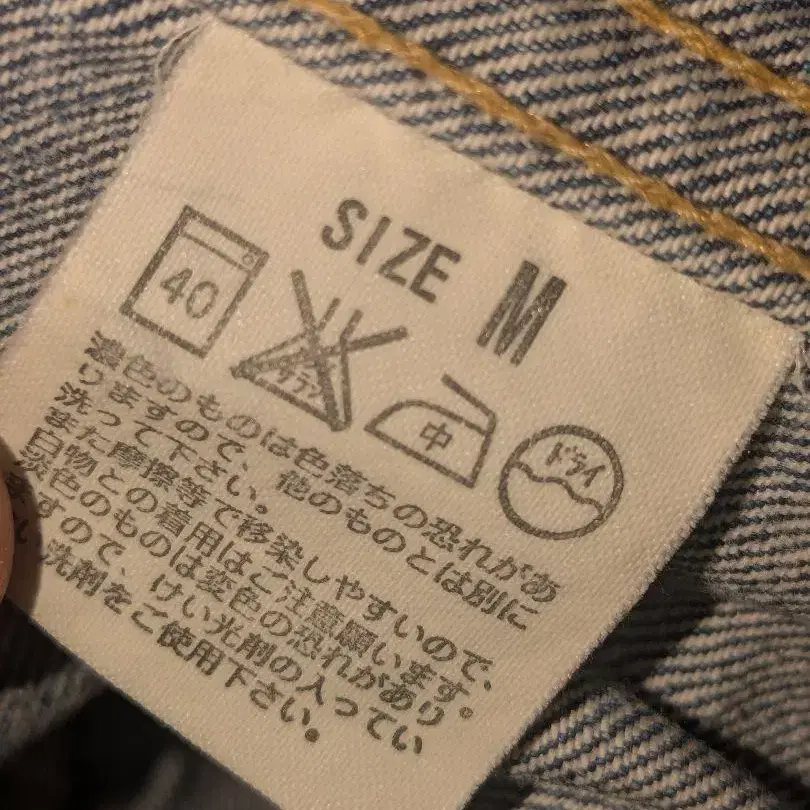 SIZE M
40
エンソサラシ
中
ドライ
濃色のものは色落ちの恐れがあ
りますので、他のものとは別に
洗って下さい。
また摩擦等で移染しやすいので、
白物との着用はご注意願います。
淡色のものは変色の恐れがあり
ますので、けい光剤の入ってい
い洗剤をご使用下さい。